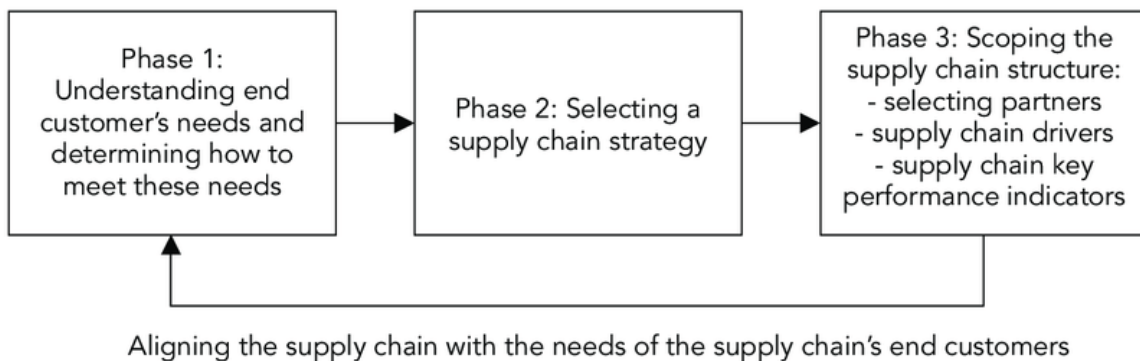 Phase 1:
Understanding end
customer's needs and
determining how to
meet these needs
Phase 2: Selecting a
supply chain strategy
Phase 3: Scoping the
supply chain structure:
- selecting partners
- supply chain drivers
- supply chain key
performance indicators
Aligning the supply chain with the needs of the supply chain's end customers